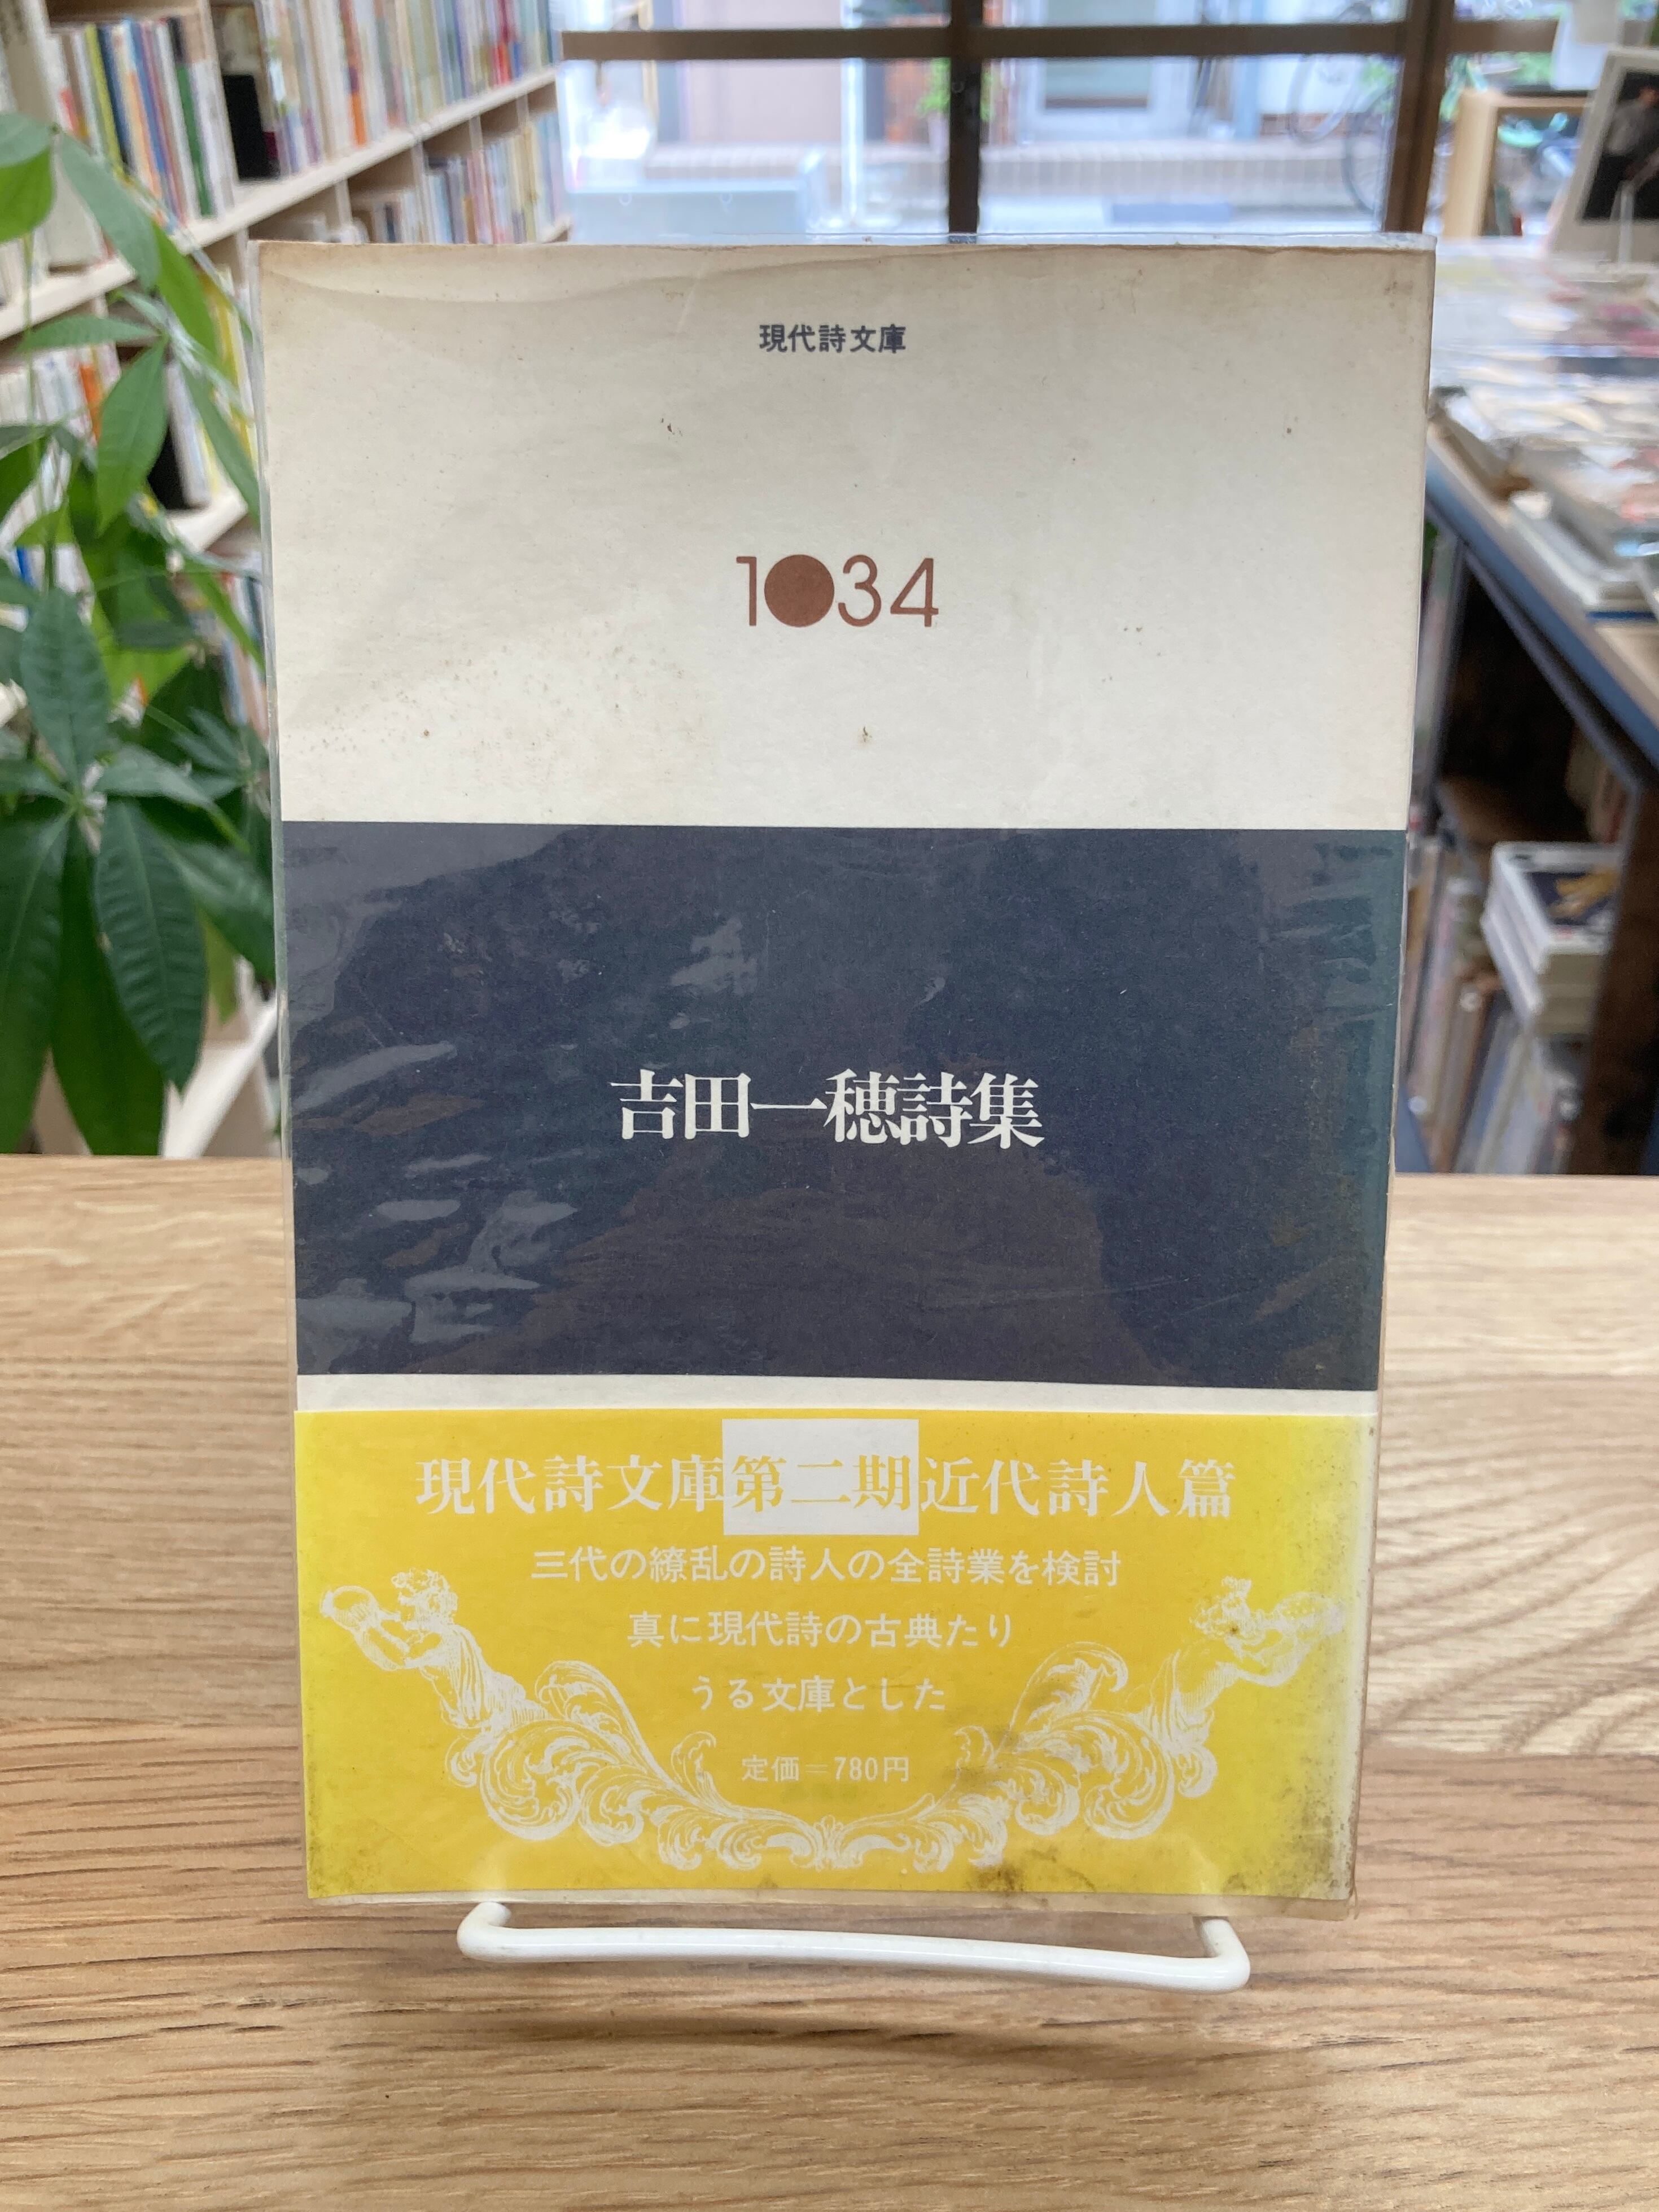 現代詩文庫
1●34
吉田一穂詩集
現代詩文庫第二期近代詩人篇
三代の繚乱の詩人の全詩業を検討
真に現代詩の古典たり
うる文庫とした
定価=780円